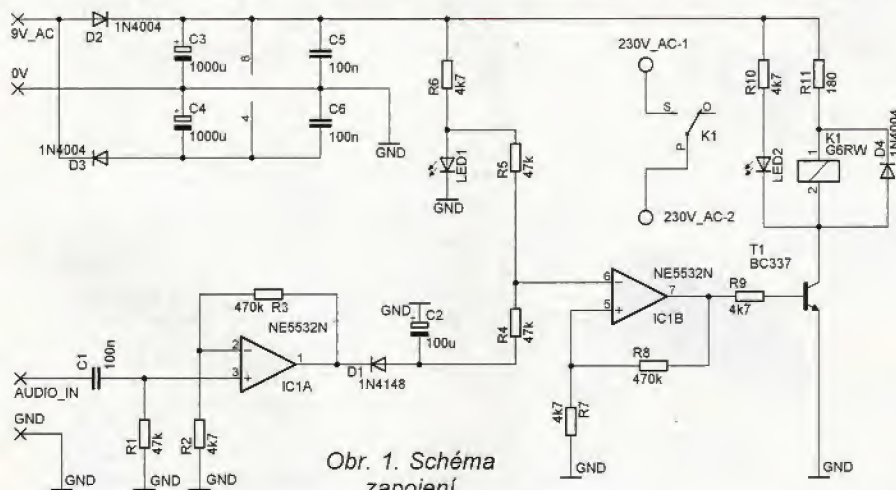 9V_AC
D2
1N4004
C3
1000u
8
C5
100n
0V
C4
1000u
4
C6
100n
1N4004
D3
GND
R6
4k7
LED1
GND
R5
47k
230V_AC-1
S
O
P
K1
230V_AC-2
R10
4k7
LED2
R11
180
K1
G6RW
1
2
D4
1N4004
T1
BC337
470k
R3
NE5532N
2
3
1
IC1A
C1
100n
AUDIO_IN
GND
GND
R1
47k
GND
R2
4k7
GND
D1
1N4148
GND
C2
100u
R4
47k
6
5
7
NE5532N
IC1B
R9
4k7
R8
470k
R7
4k7
GND
GND
Obr. 1. Schéma
zapojení